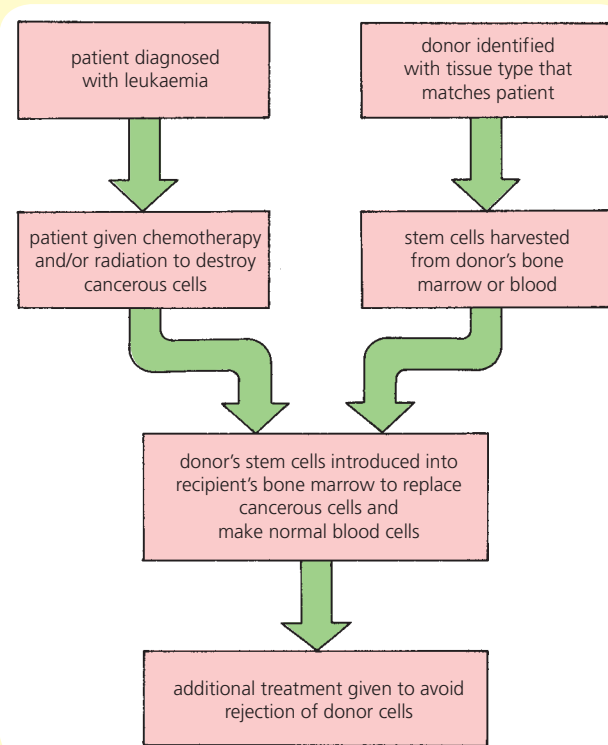 patient diagnosed
with leukaemia
donor identified
with tissue type that
matches patient
patient given chemotherapy
and/or radiation to destroy
cancerous cells
stem cells harvested
from donor's bone
marrow or blood
donor's stem cells introduced into
recipient's bone marrow to replace
cancerous cells and
make normal blood cells
additional treatment given to avoid
rejection of donor cells